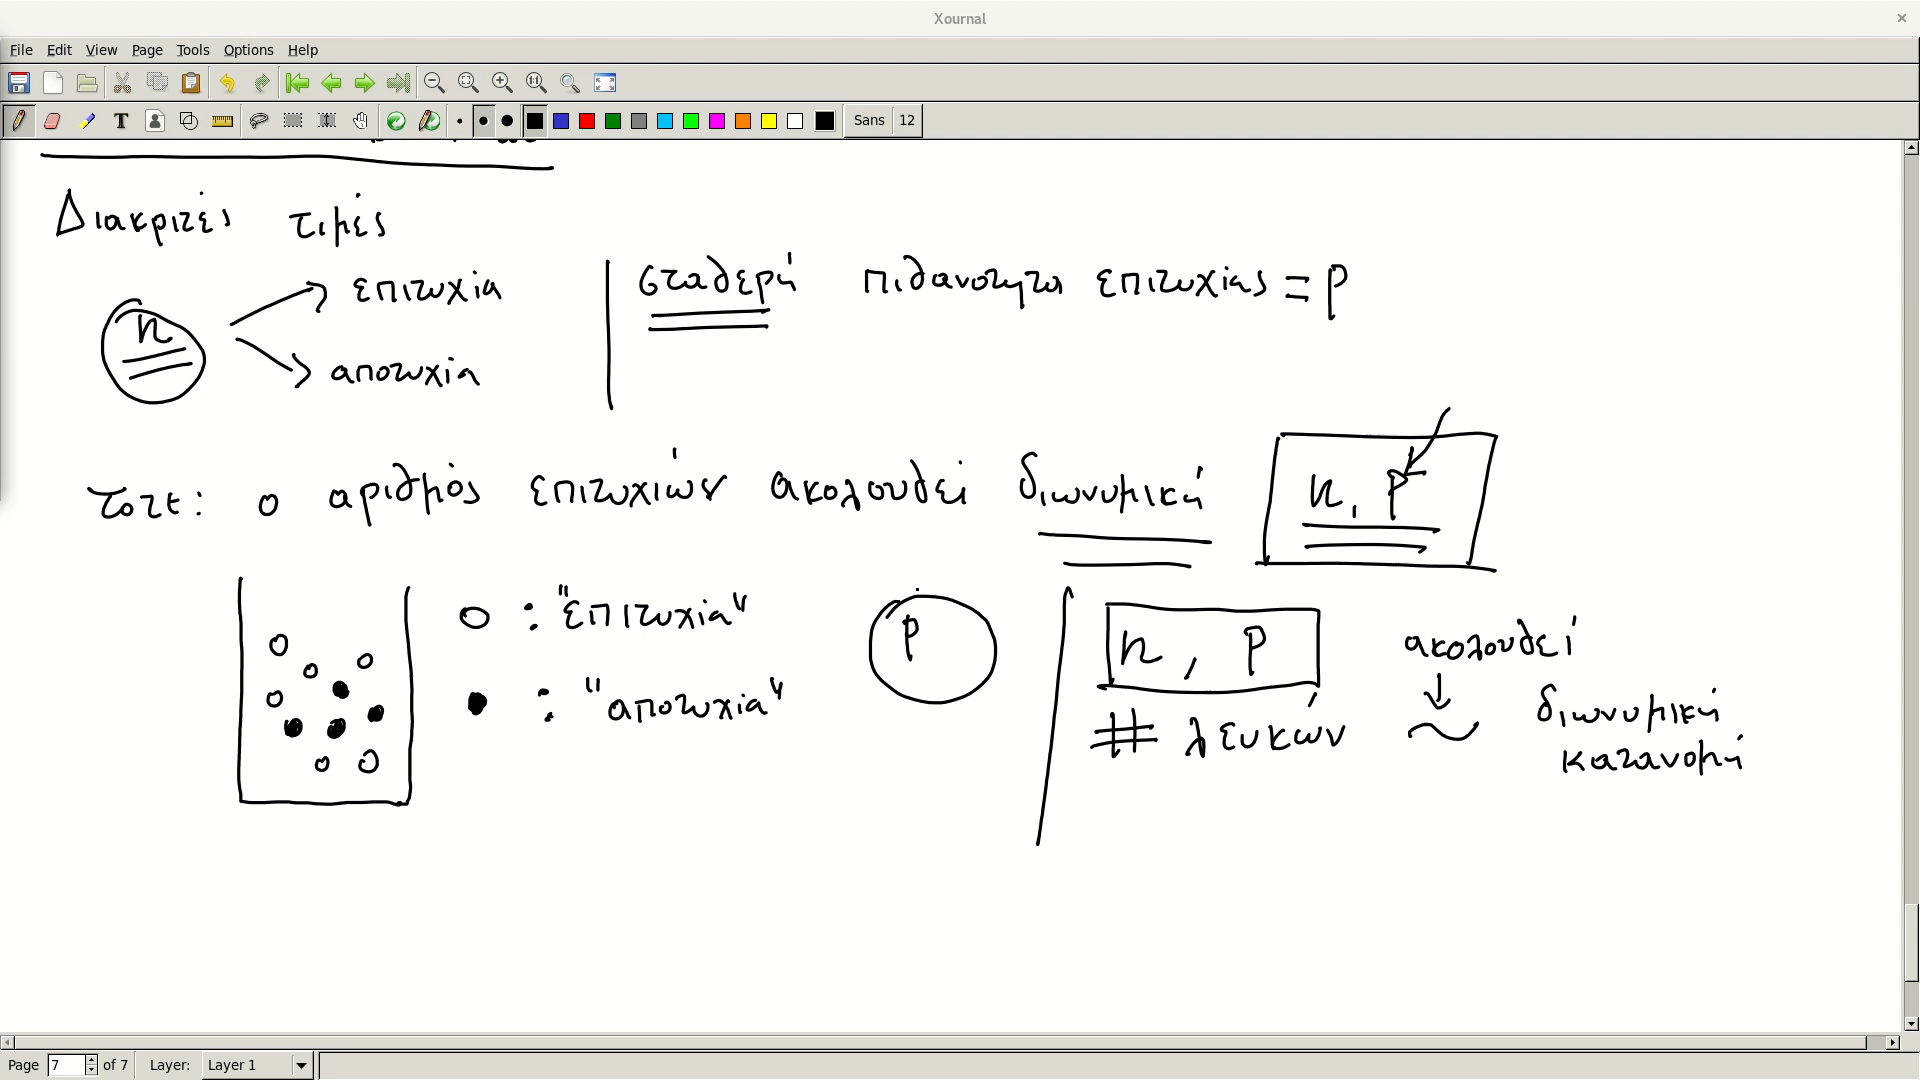 Xournal
File Edit View Page Tools Options Help
Sans 12
Διακριτές τιμές
n
επιτυχία
αποτυχία
σταθερή πιθανότητα επιτυχίας = p
τοτε: ο αριθμός επιτυχιών ακολουθεί διωνυμική
n, p
: "επιτυχία"
: "αποτυχία"
p
n, p
# λευκών ~ διωνυμική κατανομή
ακολουθεί
Page 7 of 7 Layer: Layer 1